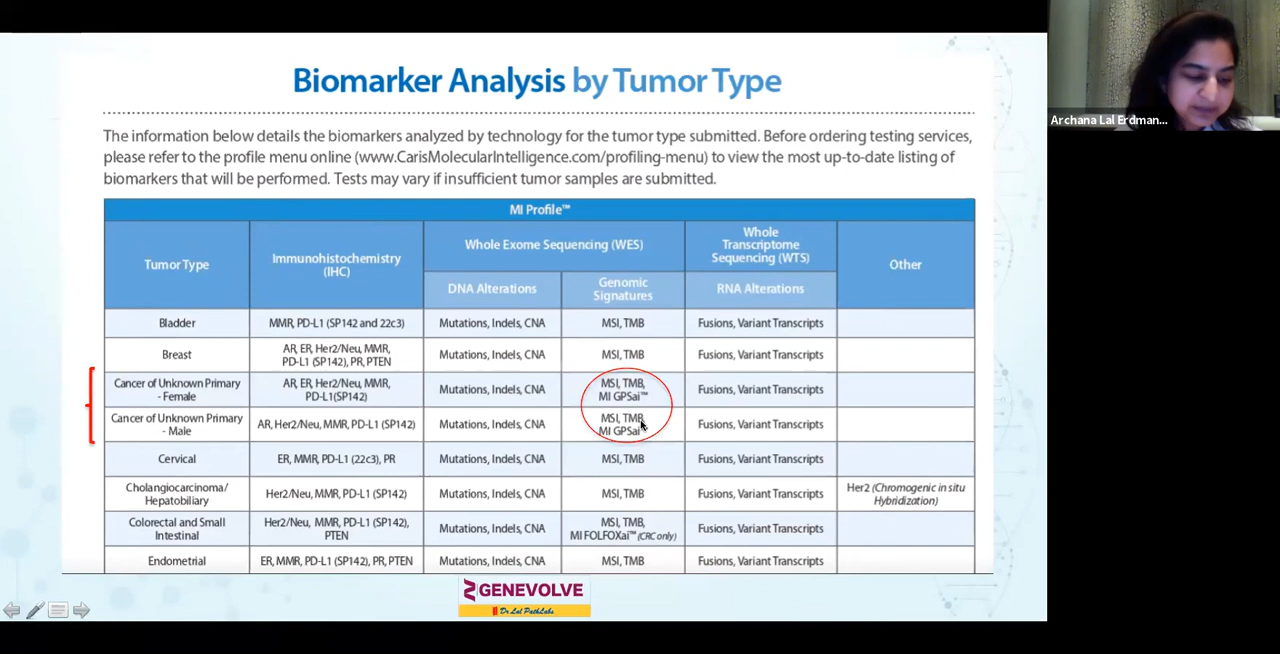 Biomarker Analysis by Tumor Type
The information below details the biomarkers analyzed by technology for the tumor type submitted. Before ordering testing services,
please refer to the profile menu online (www.CarisMolecularIntelligence.com/profiling-menu) to view the most up-to-date listing of
biomarkers that will be performed. Tests may vary if insufficient tumor samples are submitted.
Archana Lal Erdman...
MI Profile™
Tumor Type
Immunohistochemistry
(IHC)
Whole Exome Sequencing (WES)
Whole
Transcriptome
Sequencing (WTS)
Other
DNA Alterations
Genomic
Signatures
RNA Alterations
Bladder
MMR, PD-L1 (SP142 and 22c3)
Mutations, Indels, CNA
MSI, TMB
Fusions, Variant Transcripts
Breast
AR, ER, Her2/Neu, MMR,
PD-L1 (SP142), PR, PTEN
Mutations, Indels, CNA
MSI, TMB
Fusions, Variant Transcripts
Cancer of Unknown Primary
- Female
AR, ER, Her2/Neu, MMR,
PD-L1(SP142)
Mutations, Indels, CNA
MSI, TMB,
MI GPSai™
Fusions, Variant Transcripts
Cancer of Unknown Primary
- Male
AR, Her2/Neu, MMR, PD-L1 (SP142)
Mutations, Indels, CNA
MSI, TMB,
MI GPSai
Fusions, Variant Transcripts
Cervical
ER, MMR, PD-L1 (22c3), PR
Mutations, Indels, CNA
MSI, TMB
Fusions, Variant Transcripts
Cholangiocarcinoma/
Hepatobiliary
Her2/Neu, MMR, PD-L1 (SP142)
Mutations, Indels, CNA
MSI, TMB
Fusions, Variant Transcripts
Her2 (Chromogenic in situ
Hybridization)
Colorectal and Small
Intestinal
Her2/Neu, MMR, PD-L1 (SP142),
PTEN
Mutations, Indels, CNA
MSI, TMB,
MI FOLFOXai™ (CRC only)
Fusions, Variant Transcripts
Endometrial
ER, MMR, PD-L1 (SP142), PR, PTEN
Mutations, Indels, CNA
MSI, TMB
Fusions, Variant Transcripts
GENEVOLVE
Dr Lal PathLabs